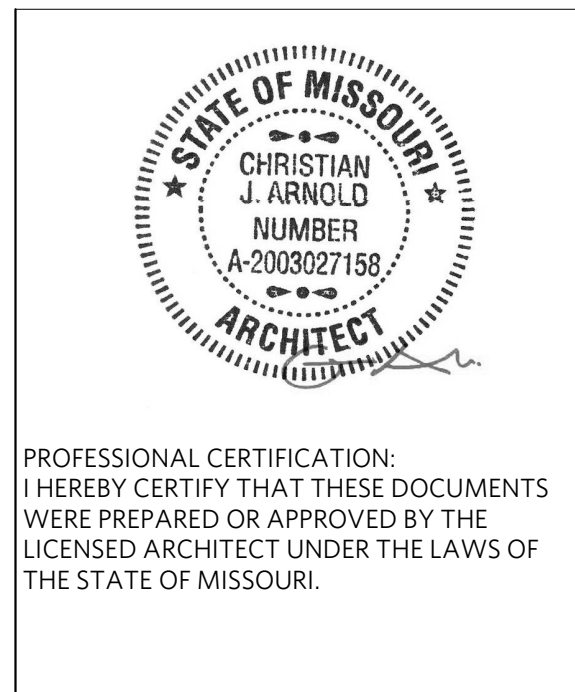 STATE OF MISSOURI
CHRISTIAN
J. ARNOLD
NUMBER
A-2003027158
ARCHITECT
PROFESSIONAL CERTIFICATION:
I HEREBY CERTIFY THAT THESE DOCUMENTS
WERE PREPARED OR APPROVED BY THE
LICENSED ARCHITECT UNDER THE LAWS OF
THE STATE OF MISSOURI.